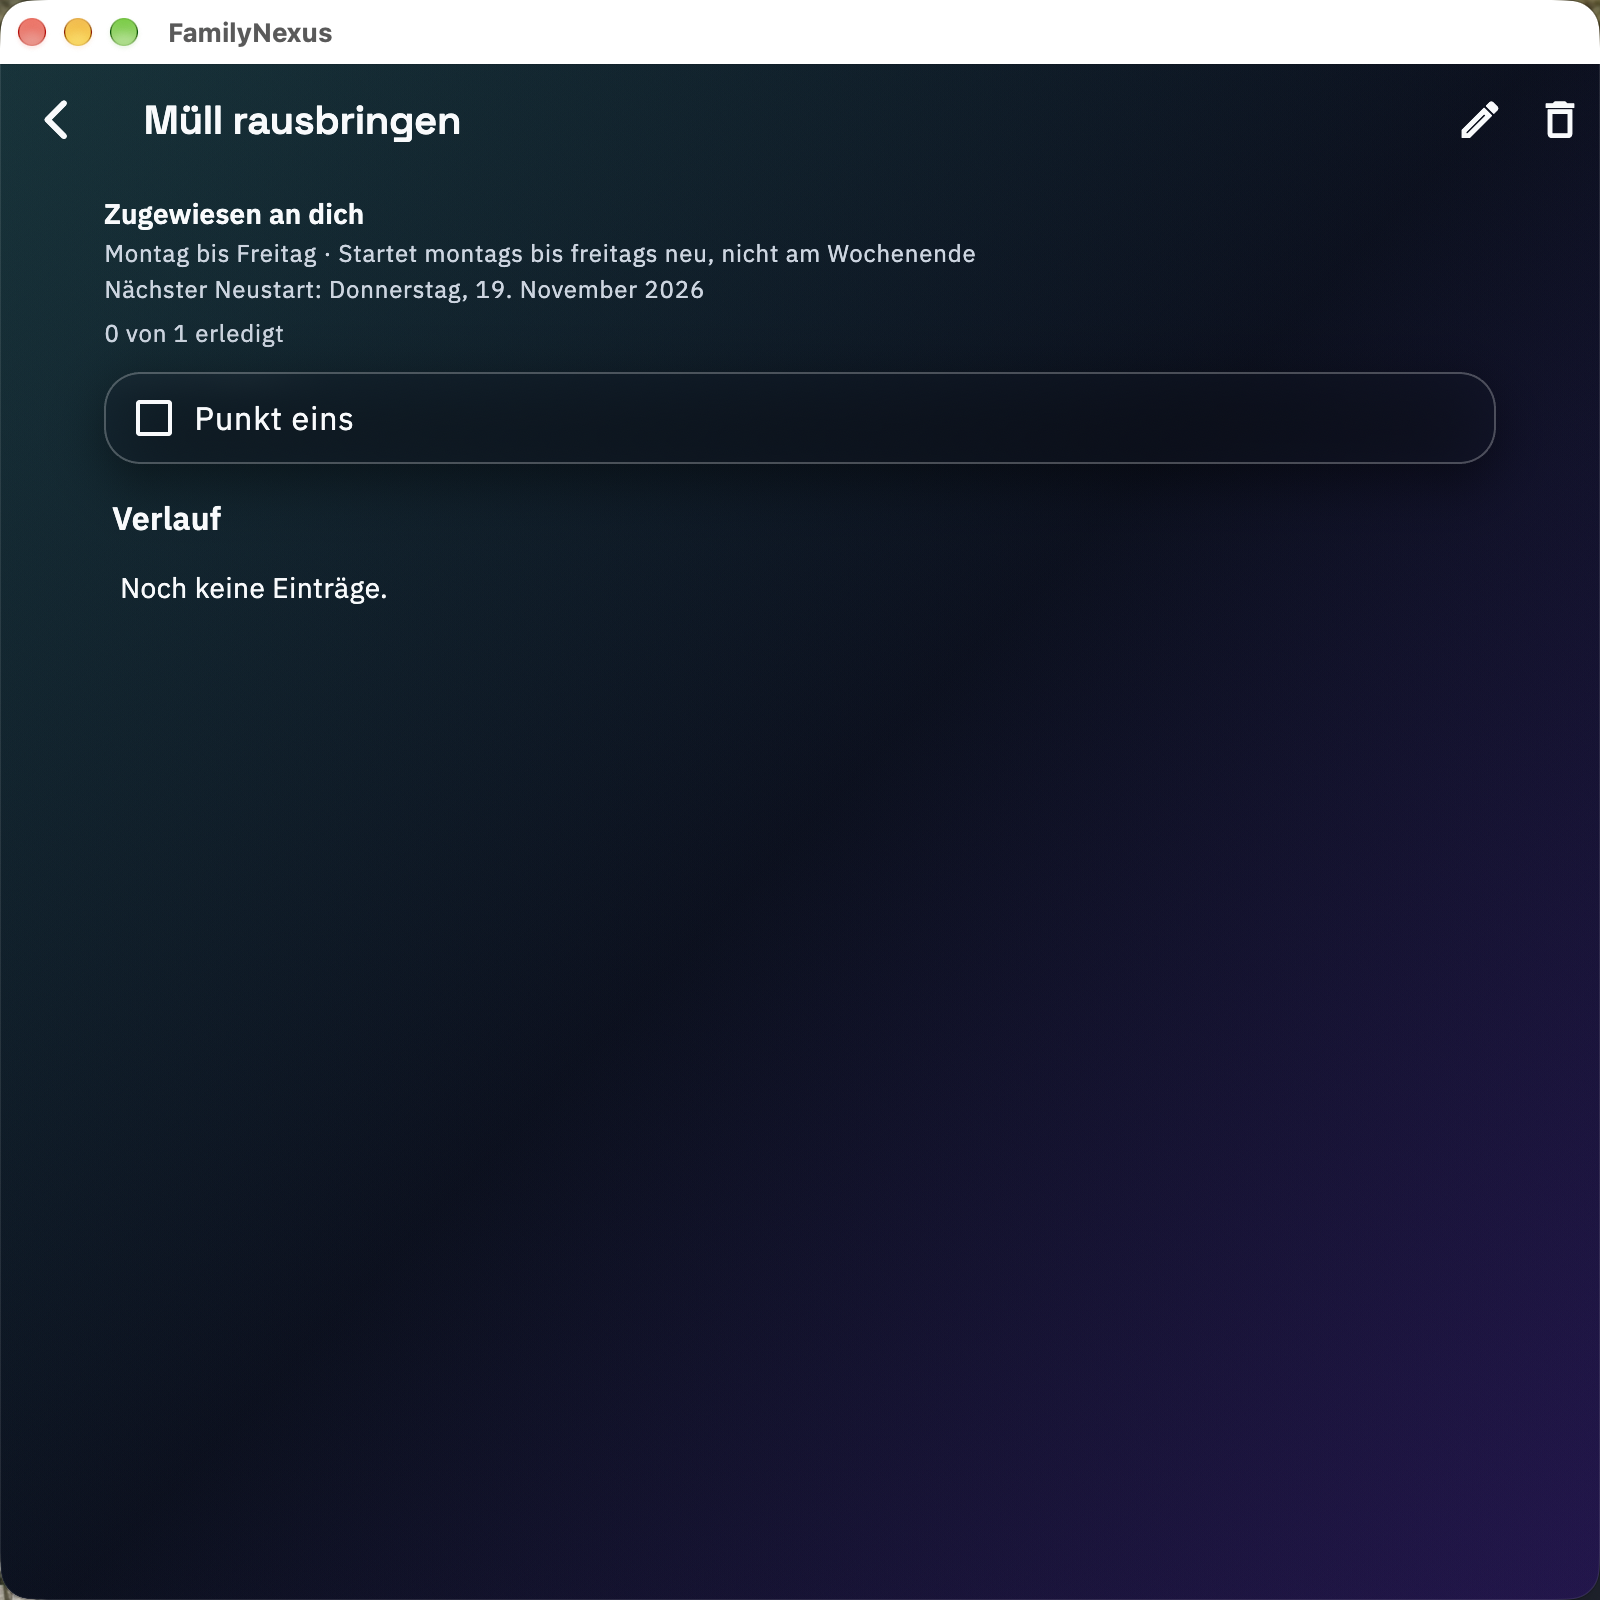 FamilyNexus
Müll rausbringen
Zugewiesen an dich
Montag bis Freitag · Startet montags bis freitags neu, nicht am Wochenende
Nächster Neustart: Donnerstag, 19. November 2026
0 von 1 erledigt
Punkt eins
Verlauf
Noch keine Einträge.